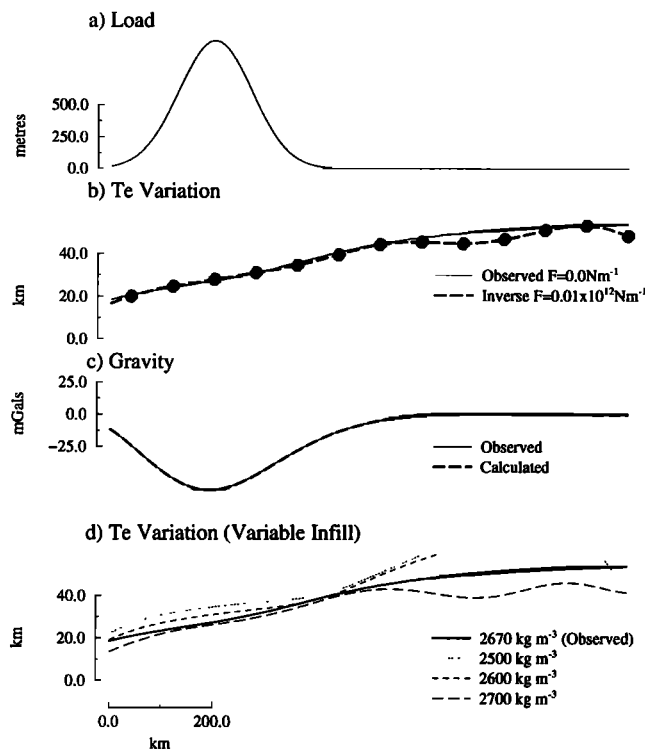 a) Load
500.0
250.0
0.0
metres
b) Te Variation
40.0
20.0
0.0
km
Observed F=0.0Nm⁻¹
Inverse F=0.01x10¹²Nm⁻¹
c) Gravity
25.0
0.0
−25.0
mGals
Observed
Calculated
d) Te Variation (Variable Infill)
40.0
20.0
0.0
km
2670 kg m⁻³ (Observed)
2500 kg m⁻³
2600 kg m⁻³
2700 kg m⁻³
0.0 200.0
km